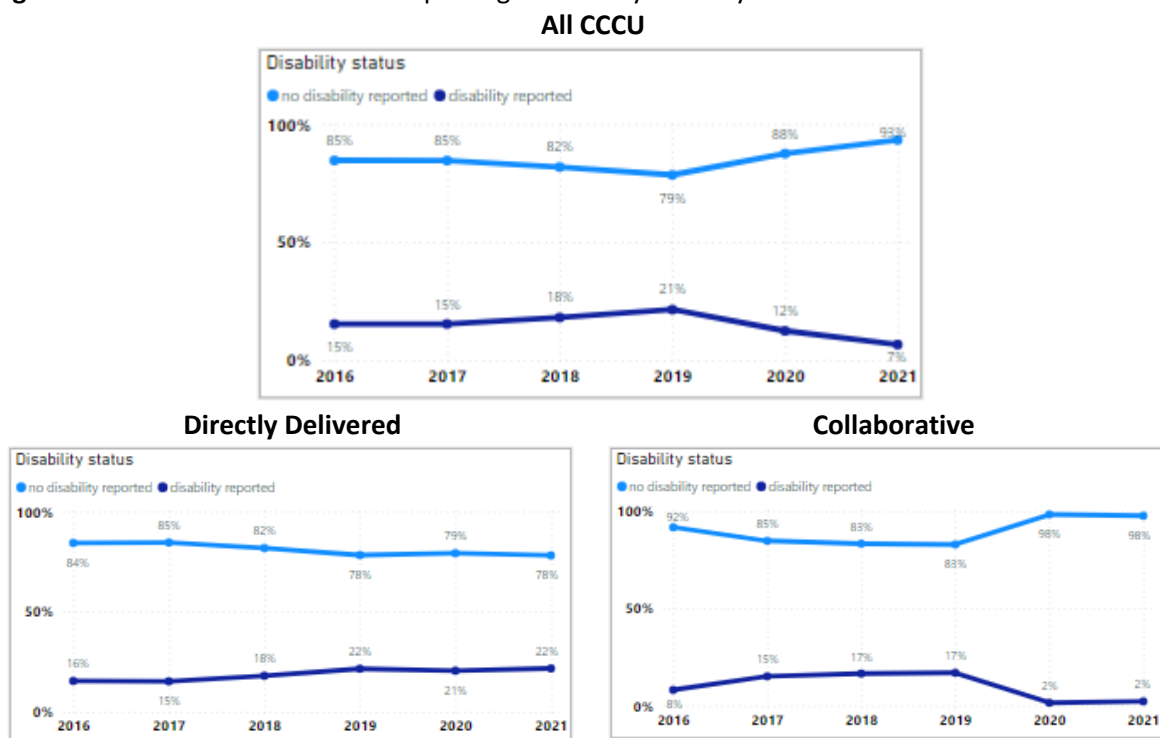 All CCCU
Disability status
no disability reported disability reported
100%
85% 85% 82% 79% 88% 93%
50%
15% 15% 18% 21% 12% 7%
0%
2016 2017 2018 2019 2020 2021
Directly Delivered
Disability status
no disability reported disability reported
100%
84% 85% 82% 78% 79% 78%
50%
16% 15% 18% 22% 21% 22%
0%
2016 2017 2018 2019 2020 2021
Collaborative
Disability status
no disability reported disability reported
100%
92% 85% 83% 83% 98% 98%
50%
8% 15% 17% 17% 2% 2%
0%
2016 2017 2018 2019 2020 2021